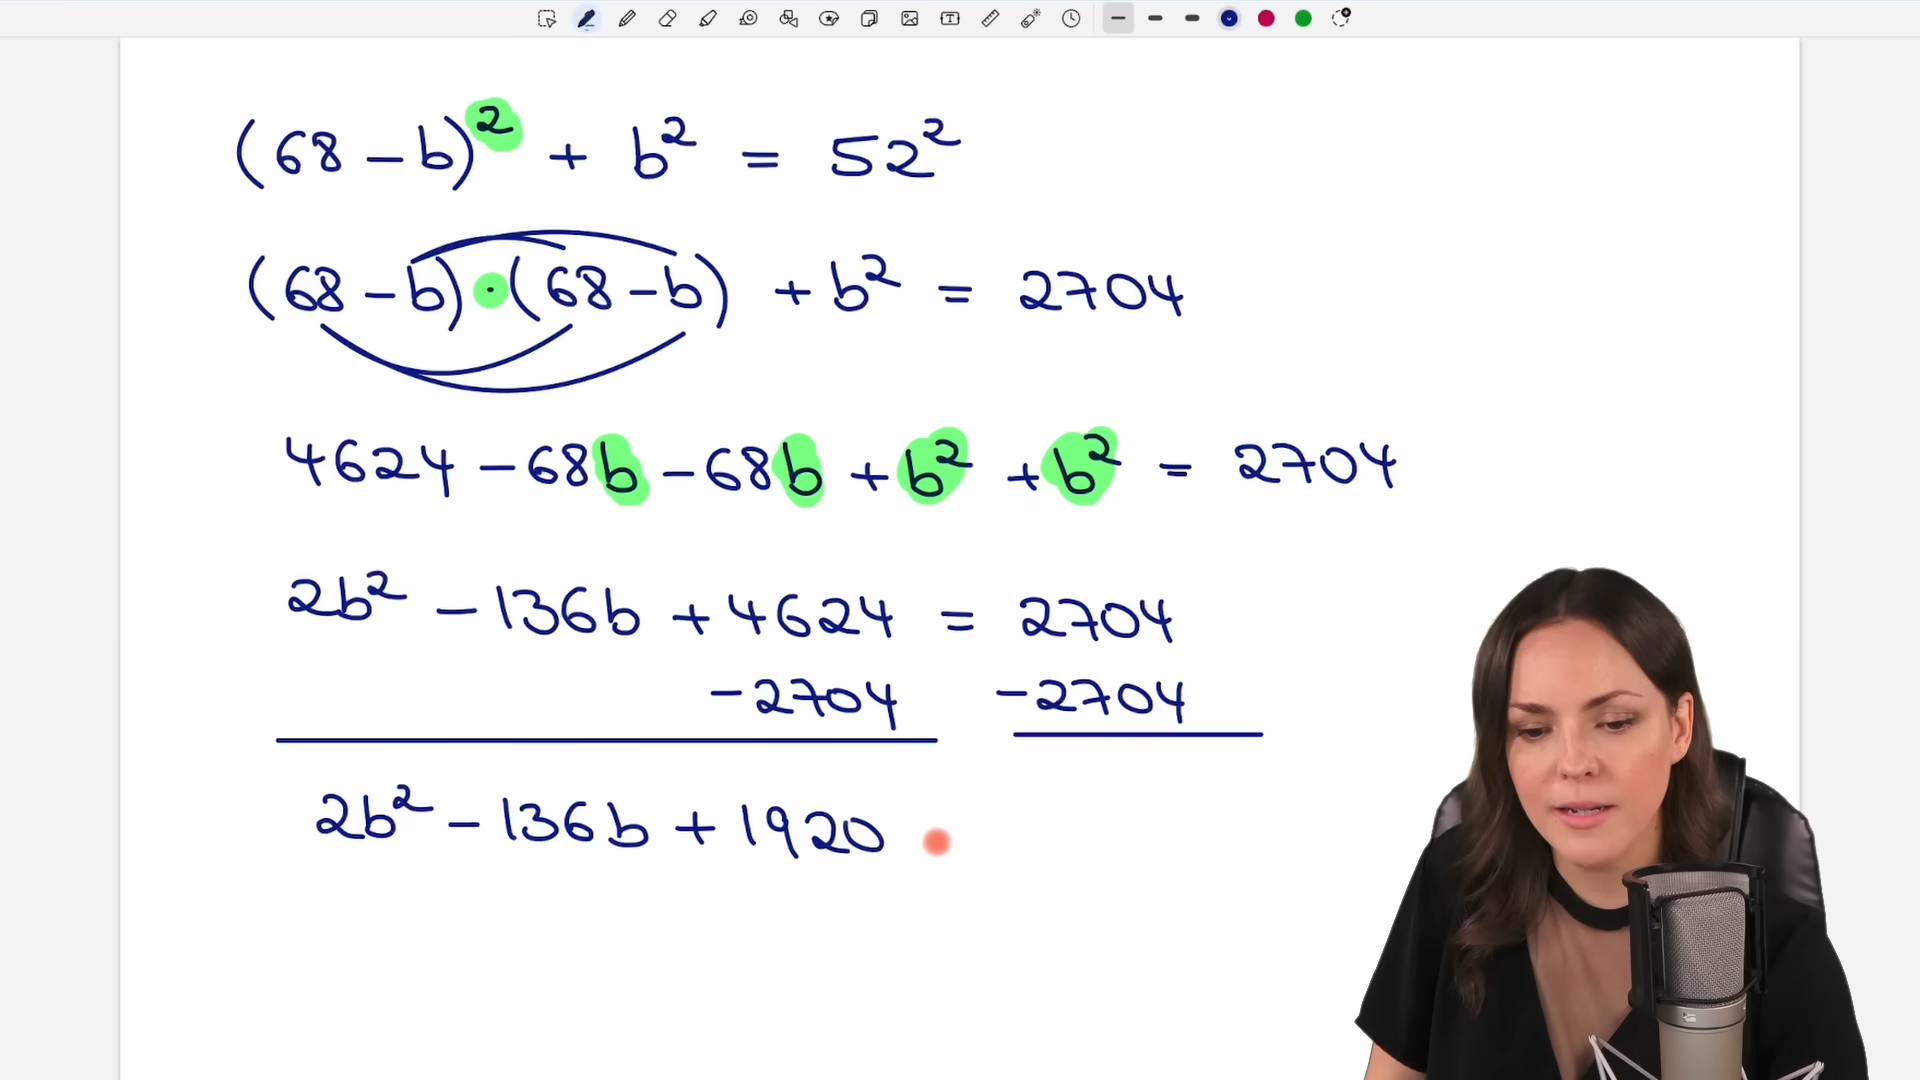 (68 − b)² + b² = 52²
(68 − b) · (68 − b) + b² = 2704
4624 − 68b − 68b + b² + b² = 2704
2b² − 136b + 4624 = 2704
− 2704 − 2704
2b² − 136b + 1920